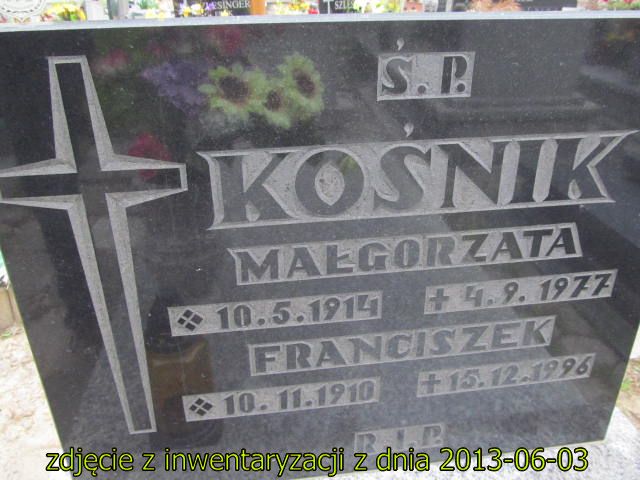 Ś. P.
KOŚNIK
MAŁGORZATA
10.5.1914 + 4.9.1977
FRANCISZEK
10.11.1910 + 15.12.1996
R.I.P.
zdjęcie z inwentaryzacji z dnia 2013-06-03